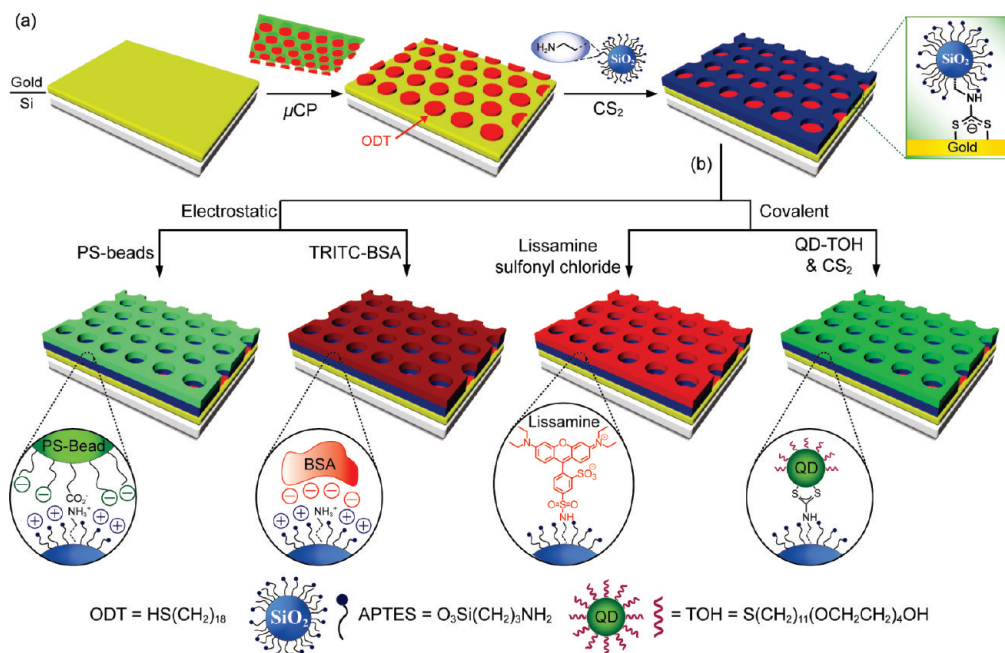 (a)
Gold
Si
μCP
ODT
H₂N
SiO₂
CS₂
SiO₂
NH
S S
⊖
Gold
(b)
Electrostatic
Covalent
PS-beads
TRITC-BSA
Lissamine
sulfonyl chloride
QD-TOH
& CS₂
PS-Bead
CO₂⁻
NH₃⁺
BSA
NH₃⁺
Lissamine
N O N
⊕
SO₃⊖
O=S=O
NH
QD
S S
NH
ODT = HS(CH₂)₁₈
SiO₂
APTES = O₃Si(CH₂)₃NH₂
QD
= TOH = S(CH₂)₁₁(OCH₂CH₂)₄OH